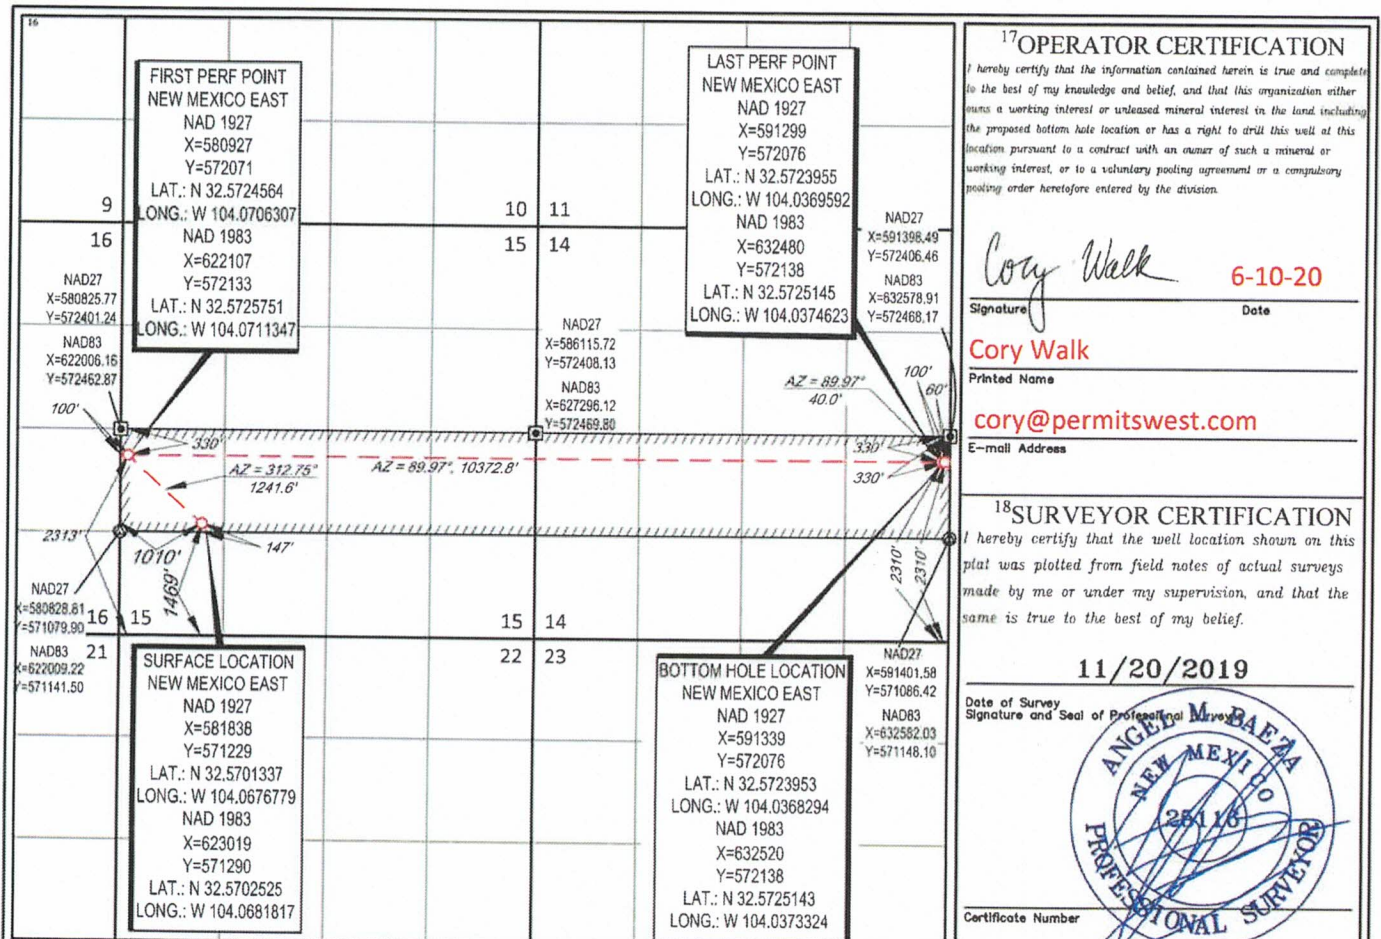 16
FIRST PERF POINT
NEW MEXICO EAST
NAD 1927
X=580927
Y=572071
LAT.: N 32.5724564
LONG.: W 104.0706307
NAD 1983
X=622107
Y=572133
LAT.: N 32.5725751
LONG.: W 104.0711347
LAST PERF POINT
NEW MEXICO EAST
NAD 1927
X=591299
Y=572076
LAT.: N 32.5723955
LONG.: W 104.0369592
NAD 1983
X=632480
Y=572138
LAT.: N 32.5725145
LONG.: W 104.0374623
9
16
10 11
15 14
NAD27
X=591398.49
Y=572406.46
NAD83
X=632578.91
Y=572468.17
NAD27
X=580825.77
Y=572401.24
NAD83
X=622006.16
Y=572462.87
NAD27
X=586115.72
Y=572408.13
NAD83
X=627296.12
Y=572469.80
AZ = 89.97°
40.0'
100'
60'
100'
330'
330'
330'
AZ = 312.75°
1241.6'
AZ = 89.97°, 10372.8'
2313'
1010'
147'
1469'
2310'
2310'
NAD27
X=580828.81
Y=571079.90
NAD83
X=622009.22
Y=571141.50
16 15
21
15 14
22 23
SURFACE LOCATION
NEW MEXICO EAST
NAD 1927
X=581838
Y=571229
LAT.: N 32.5701337
LONG.: W 104.0676779
NAD 1983
X=623019
Y=571290
LAT.: N 32.5702525
LONG.: W 104.0681817
BOTTOM HOLE LOCATION
NEW MEXICO EAST
NAD 1927
X=591339
Y=572076
LAT.: N 32.5723953
LONG.: W 104.0368294
NAD 1983
X=632520
Y=572138
LAT.: N 32.5725143
LONG.: W 104.0373324
NAD27
X=591401.58
Y=571086.42
NAD83
X=632582.03
Y=571148.10
17 OPERATOR CERTIFICATION
I hereby certify that the information contained herein is true and complete
to the best of my knowledge and belief, and that this organization either
owns a working interest or unleased mineral interest in the land including
the proposed bottom hole location or has a right to drill this well at this
location pursuant to a contract with an owner of such a mineral or
working interest, or to a voluntary pooling agreement or a compulsory
pooling order heretofore entered by the division.
Cory Walk 6-10-20
Signature Date
Cory Walk
Printed Name
cory@permitswest.com
E-mail Address
18 SURVEYOR CERTIFICATION
I hereby certify that the well location shown on this
plat was plotted from field notes of actual surveys
made by me or under my supervision, and that the
same is true to the best of my belief.
11/20/2019
Date of Survey
Signature and Seal of Professional Surveyor
ANGEL M. BAEZA
NEW MEXICO
25116
PROFESSIONAL SURVEYOR
Certificate Number